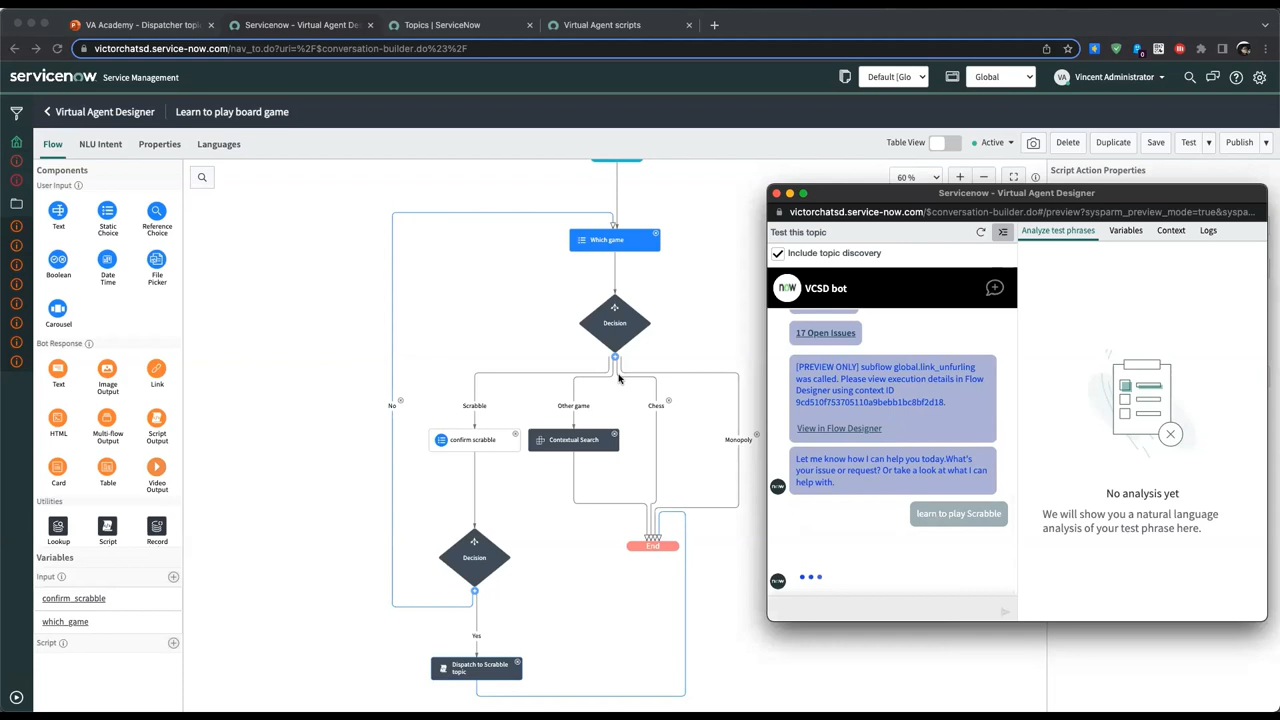 VA Academy - Dispatcher topi
Servicenow - Virtual Agent De
Topics | ServiceNow
Virtual Agent scripts
victorchatsd.service-now.com/nav_to.do?uri=%2F$conversation-builder.do%23%2F
servicenow Service Management
Default [Glo
Global
VA Vincent Administrator
Virtual Agent Designer
Learn to play board game
Flow
NLU Intent
Properties
Languages
Table View
Active
Delete
Duplicate
Save
Test
Publish
Components
User Input
Text
Static
Choice
Reference
Choice
Boolean
Date
Time
File
Picker
Carousel
Bot Response
Text
Image
Output
Link
HTML
Multi-flow
Output
Script
Output
Card
Table
Video
Output
Utilities
Lookup
Script
Record
Variables
Input
confirm_scrabble
which_game
Script
60 %
Script Action Properties
Which game
Decision
No
Scrabble
Other game
Chess
Monopoly
confirm scrabble
Contextual Search
End
Decision
Yes
Dispatch to Scrabble
topic
Servicenow - Virtual Agent Designer
victorchatsd.service-now.com/$conversation-builder.do#/preview?sysparm_preview_mode=true&syspa...
Test this topic
Include topic discovery
now VCSD bot
17 Open Issues
[PREVIEW ONLY] subflow global.link_unfurling
was called. Please view execution details in Flow
Designer using context ID
9cd510f753705110a9bebb1bc8bf2d18.
View in Flow Designer
Let me know how I can help you today.What's
your issue or request? Or take a look at what I can
help with.
now
learn to play Scrabble
now
Analyze test phrases
Variables
Context
Logs
No analysis yet
We will show you a natural language
analysis of your test phrase here.